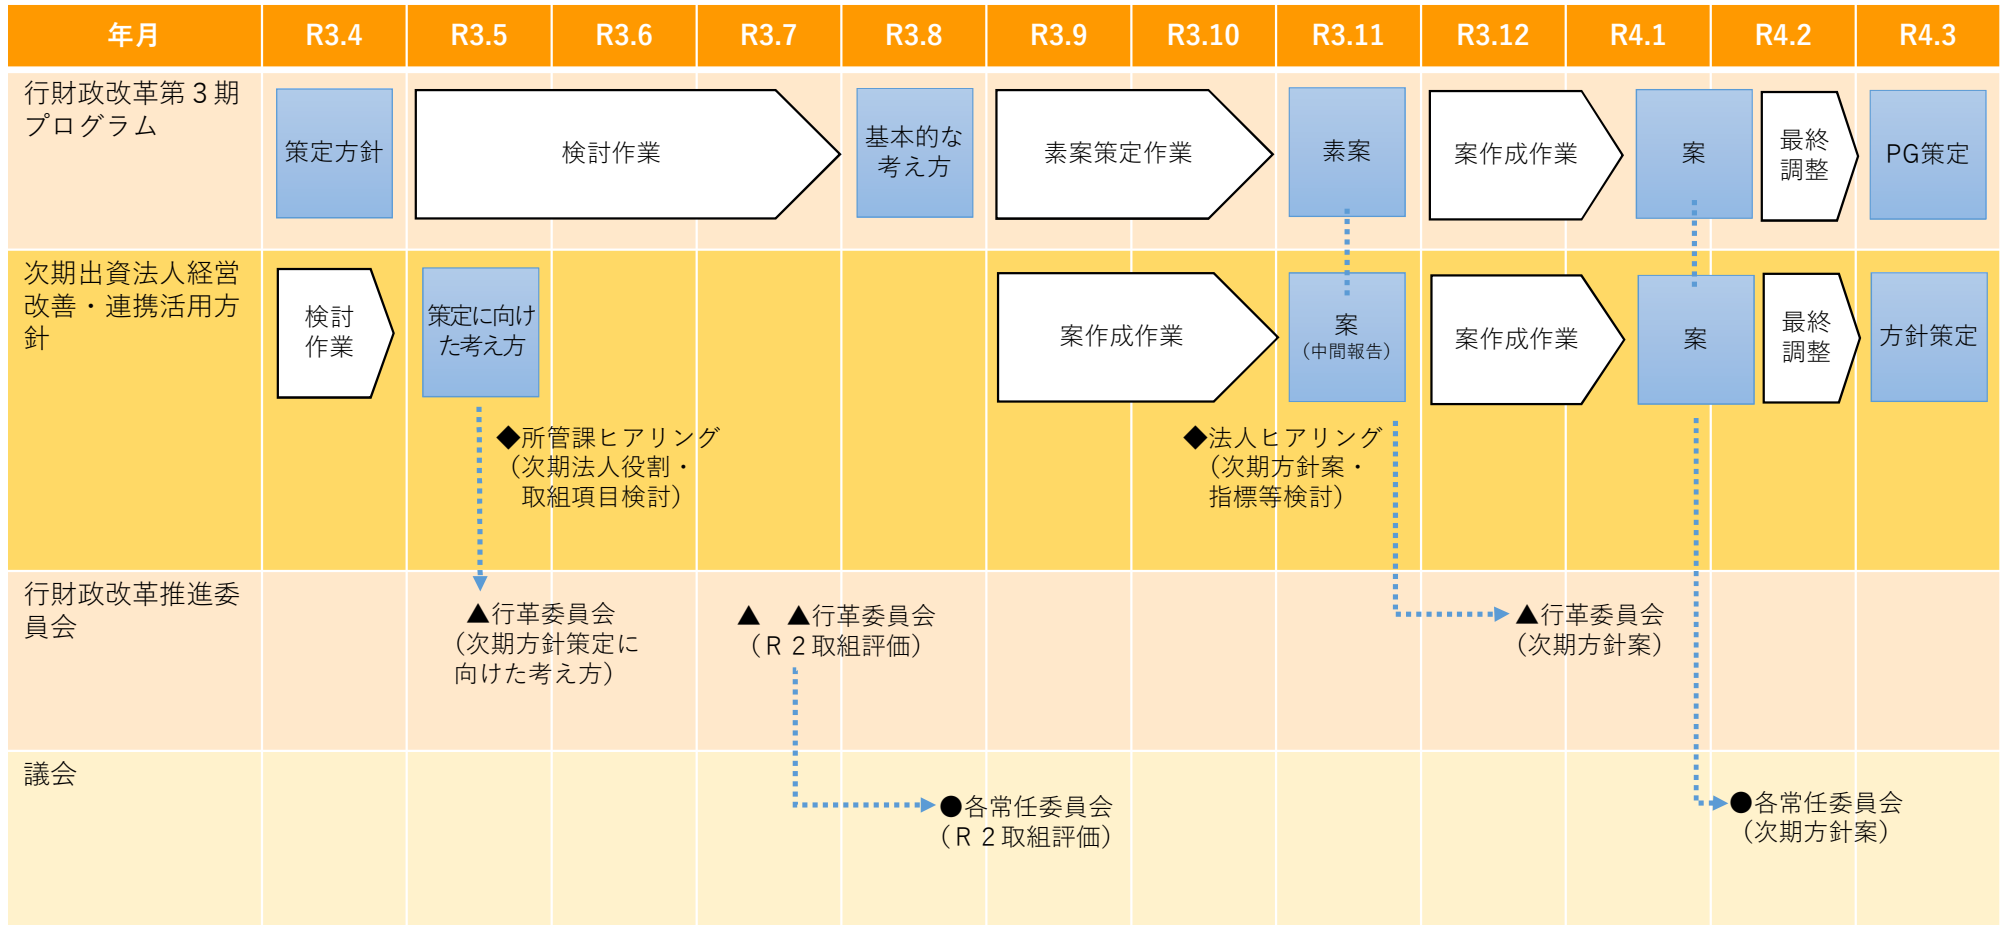 年月 R3.4 R3.5 R3.6 R3.7 R3.8 R3.9 R3.10 R3.11 R3.12 R4.1 R4.2 R4.3
行財政改革第３期
プログラム
策定方針
検討作業
基本的な
考え方
素案策定作業
素案
案作成作業
案
最終
調整
PG策定
次期出資法人経営
改善・連携活用方
針
検討
作業
策定に向け
た考え方
案作成作業
案
（中間報告）
案作成作業
案
最終
調整
方針策定
◆所管課ヒアリング
（次期法人役割・
取組項目検討）
◆法人ヒアリング
（次期方針案・
指標等検討）
行財政改革推進委
員会
▲行革委員会
（次期方針策定に
向けた考え方）
▲ ▲行革委員会
（Ｒ２取組評価）
▲行革委員会
（次期方針案）
議会
●各常任委員会
（Ｒ２取組評価）
●各常任委員会
（次期方針案）